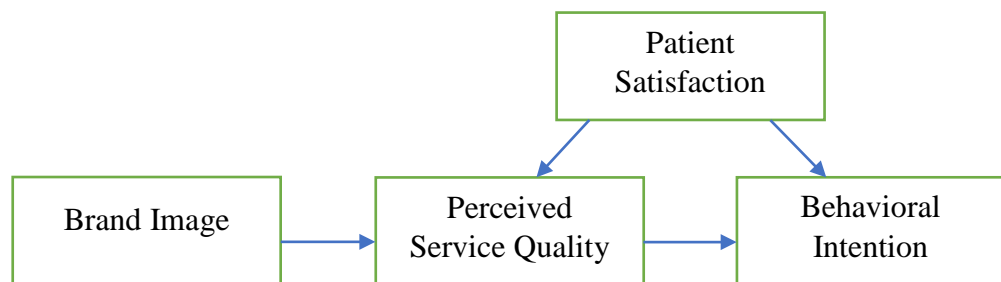 Patient
Satisfaction
Brand Image
Perceived
Service Quality
Behavioral
Intention